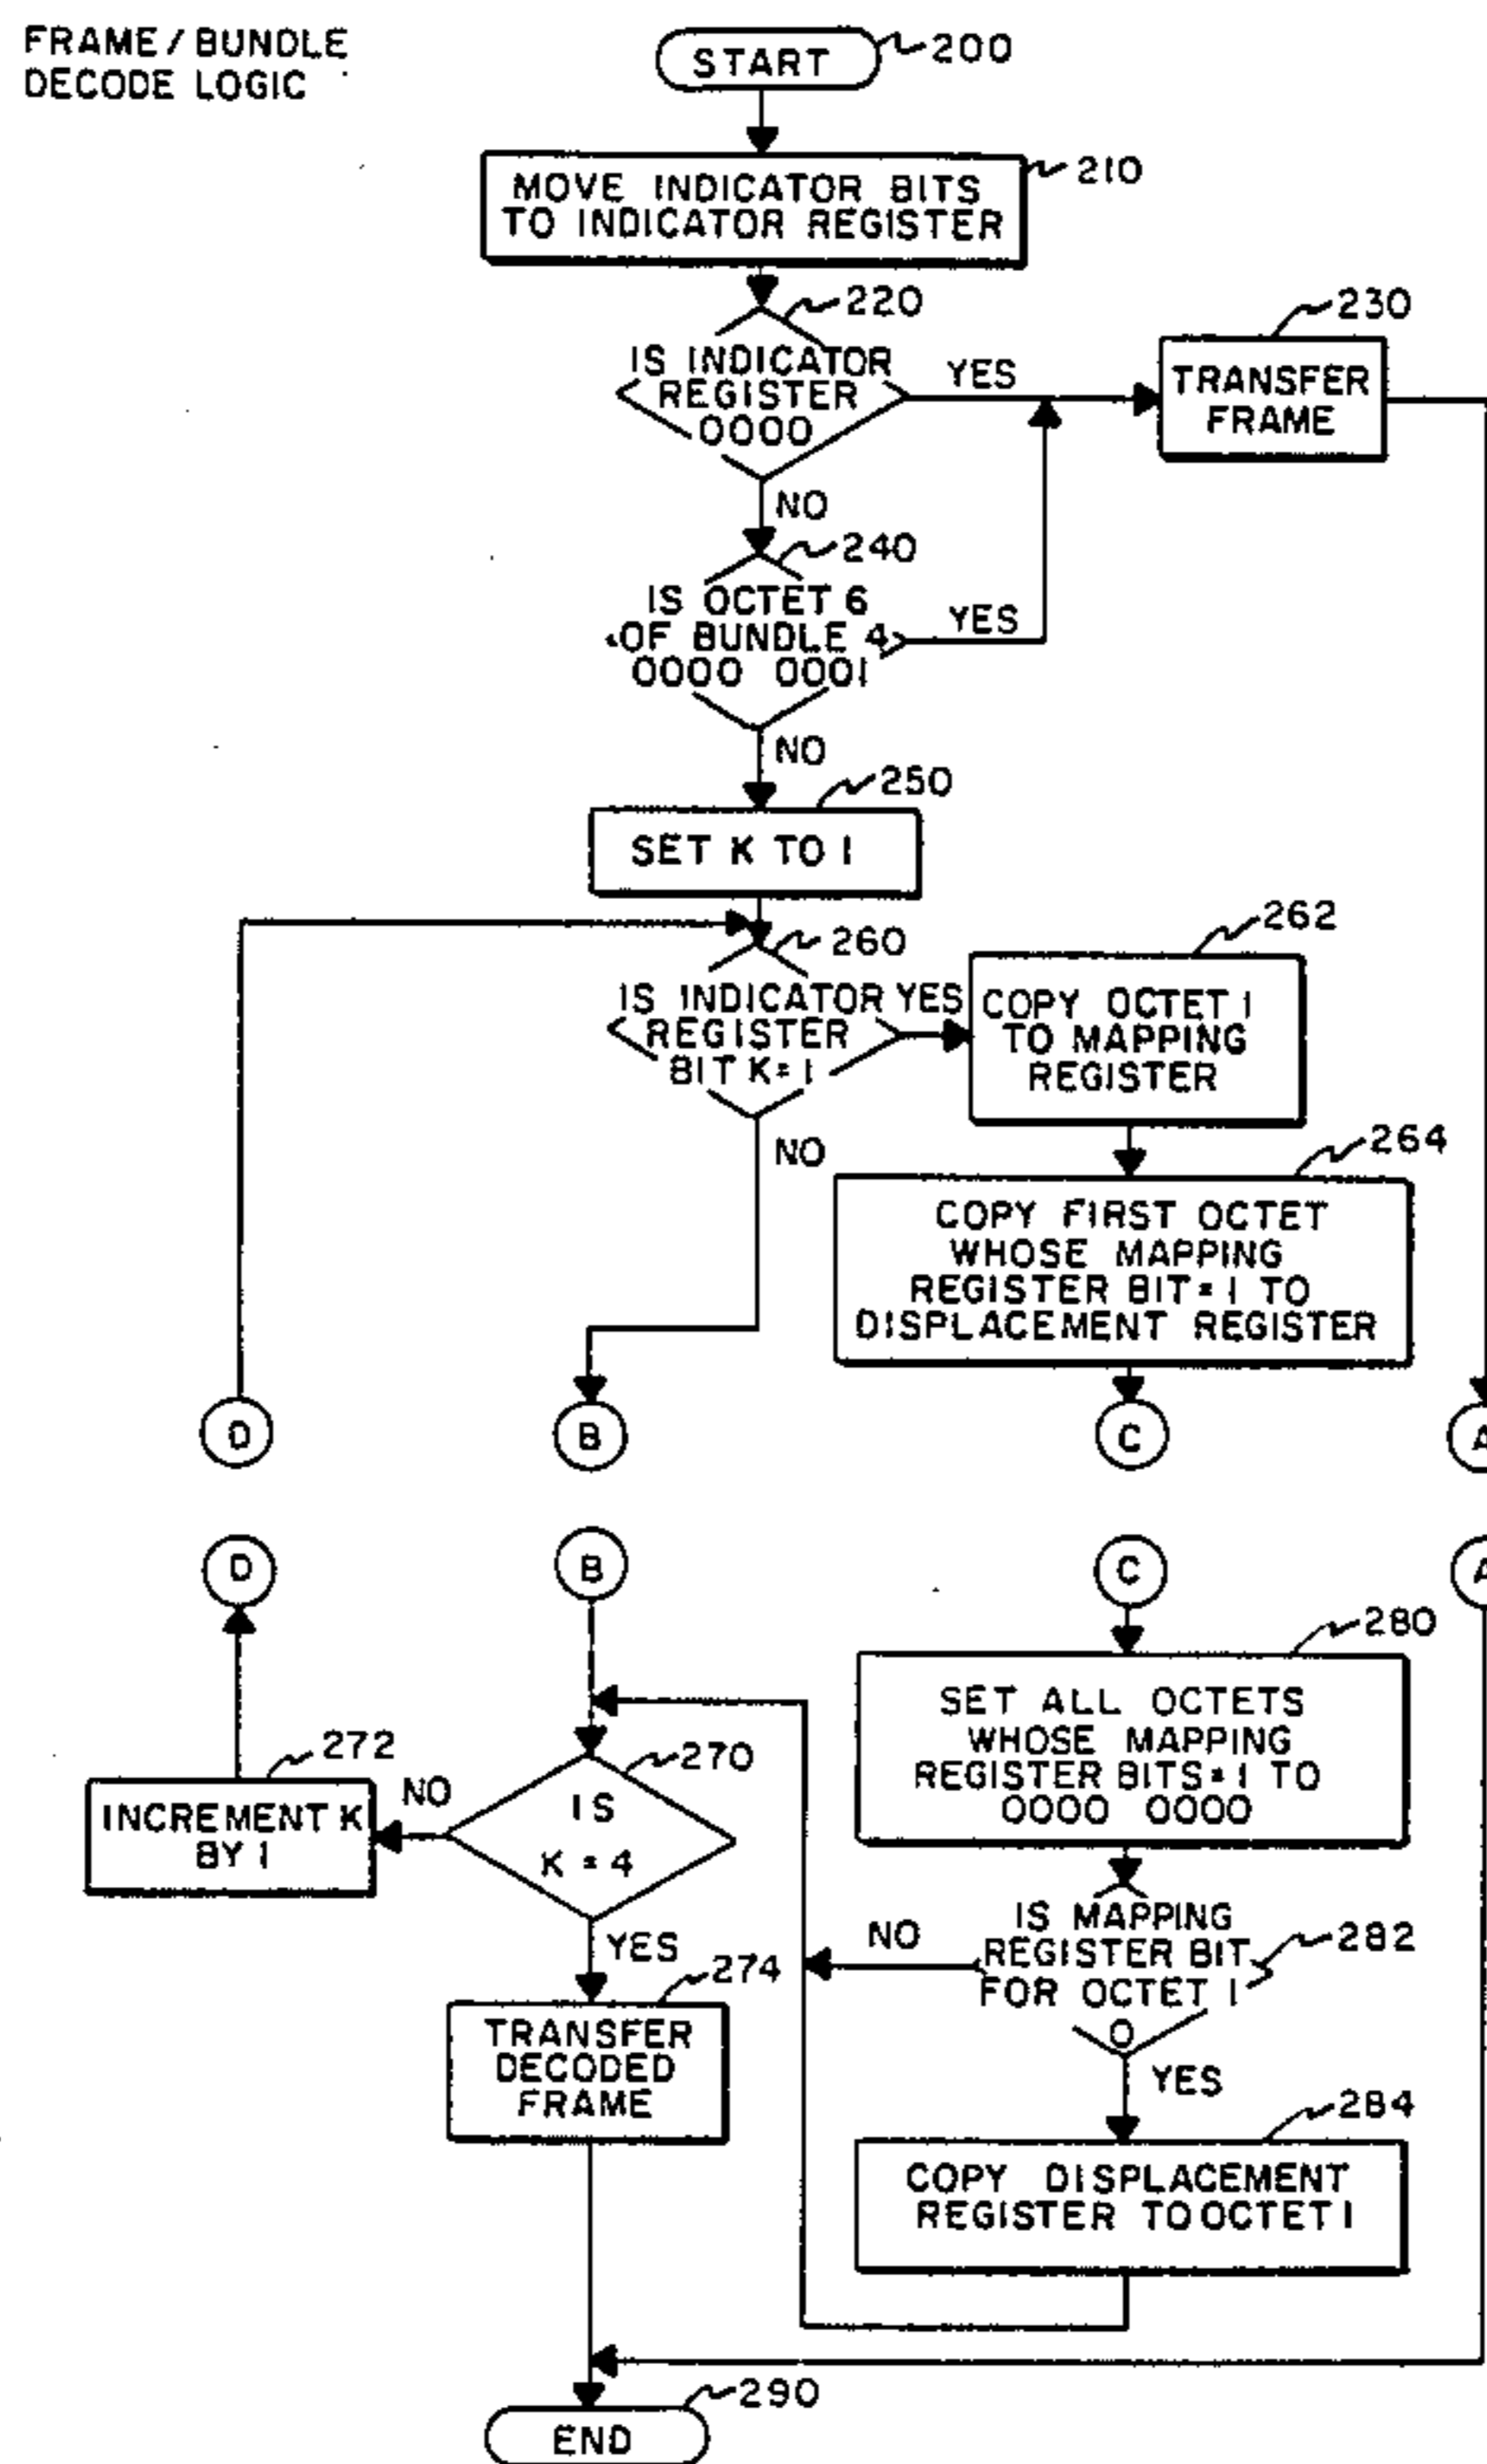 FRAME / BUNDLE
DECODE LOGIC
START
200
MOVE INDICATOR BITS
TO INDICATOR REGISTER
210
220
IS INDICATOR
REGISTER
0000
YES
230
TRANSFER
FRAME
NO
240
IS OCTET 6
OF BUNDLE 4
0000 0001
YES
NO
250
SET K TO 1
260
IS INDICATOR
REGISTER
BIT K=1
YES
262
COPY OCTET 1
TO MAPPING
REGISTER
NO
264
COPY FIRST OCTET
WHOSE MAPPING
REGISTER BIT=1 TO
DISPLACEMENT REGISTER
D
B
C
A
D
B
C
A
280
SET ALL OCTETS
WHOSE MAPPING
REGISTER BITS=1 TO
0000 0000
272
INCREMENT K
BY 1
NO
270
IS
K = 4
YES
274
TRANSFER
DECODED
FRAME
NO
IS MAPPING
REGISTER BIT
FOR OCTET 1
0
282
YES
284
COPY DISPLACEMENT
REGISTER TO OCTET 1
290
END